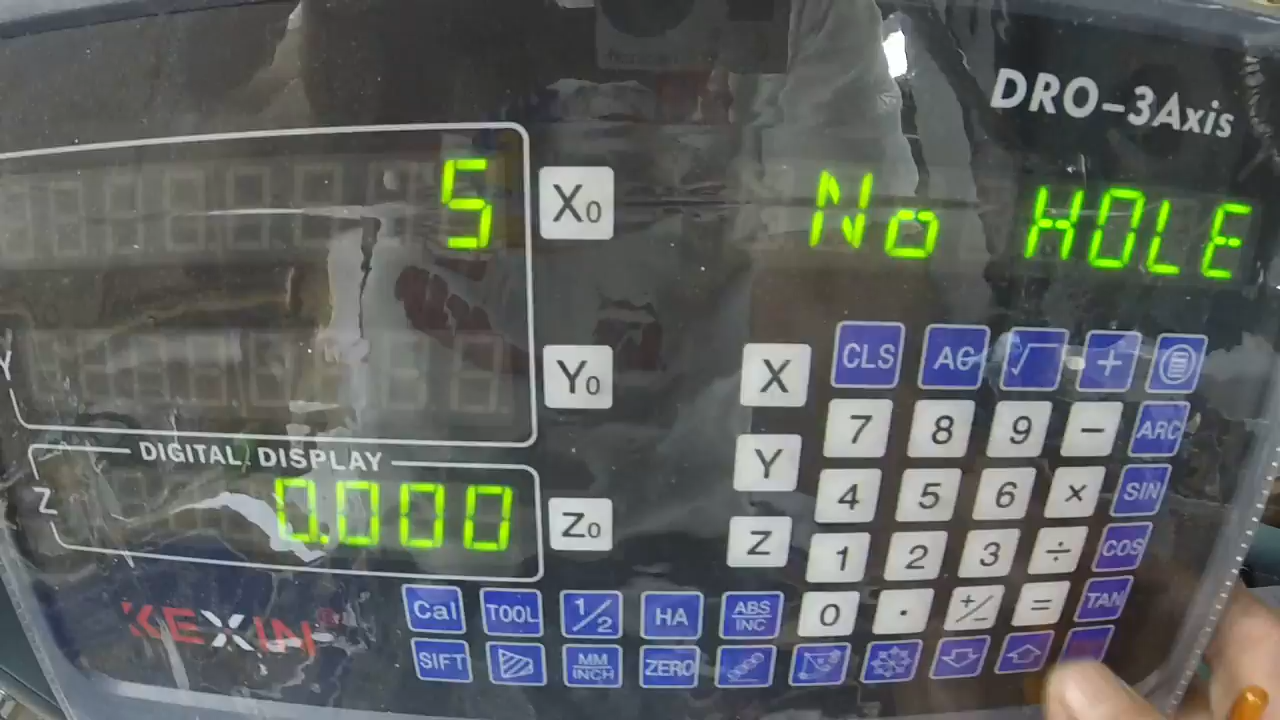 DRO-3Axis
5
X0
No HOLE
Y
Y0
X
CLS
AC
√
+
7
8
9
−
ARC
DIGITAL DISPLAY
Z
0.000
Z0
Y
4
5
6
×
SIN
Z
1
2
3
÷
COS
KEXIN®
Cal
TOOL
1/2
HA
ABS
INC
0
.
+/−
=
TAN
SIFT
MM
INCH
ZERO